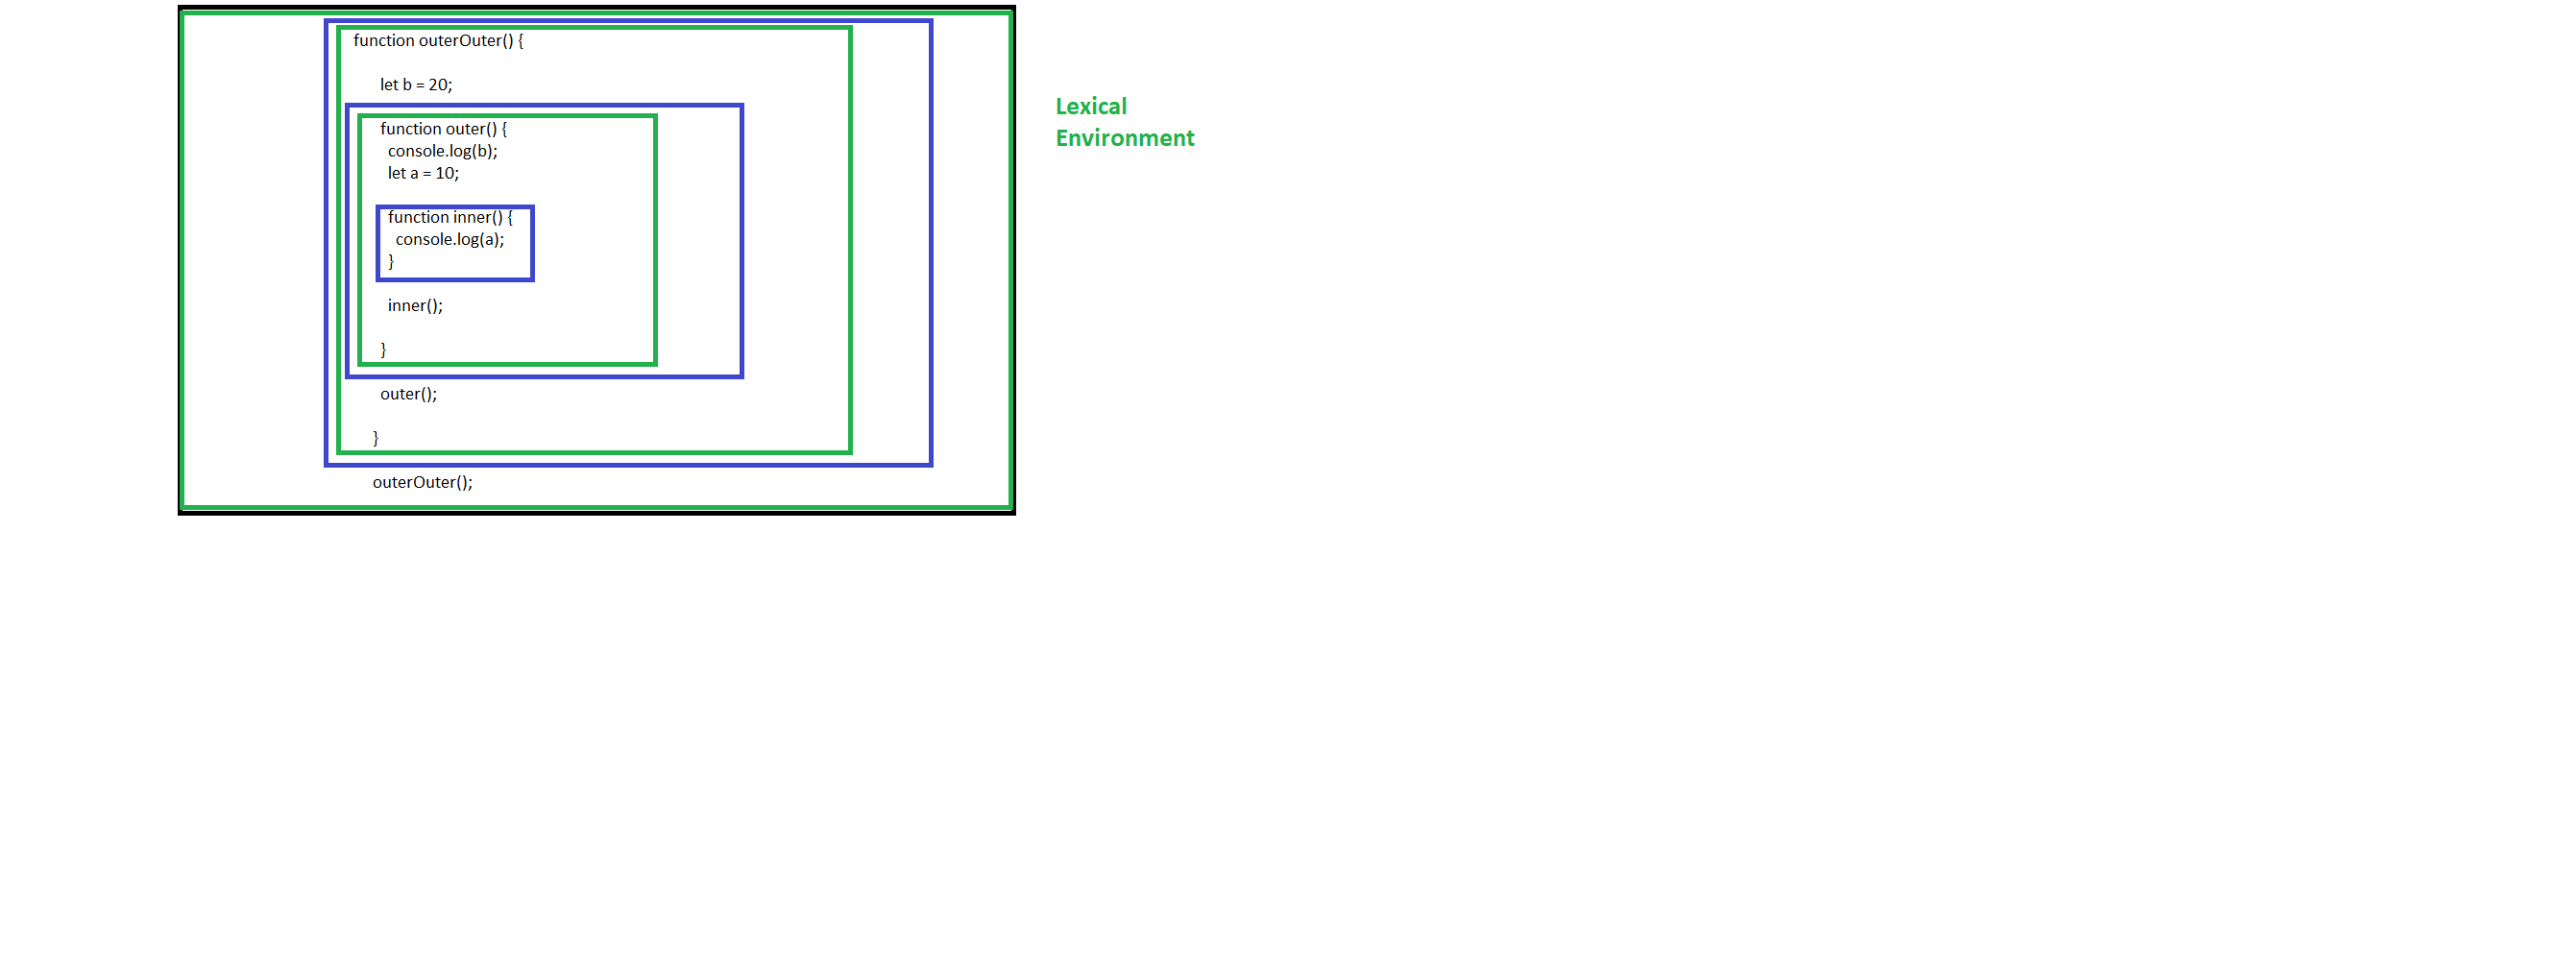 function outerOuter() {
let b = 20;
function outer() {
console.log(b);
let a = 10;
function inner() {
console.log(a);
}
inner();
}
outer();
}
outerOuter();
Lexical
Environment